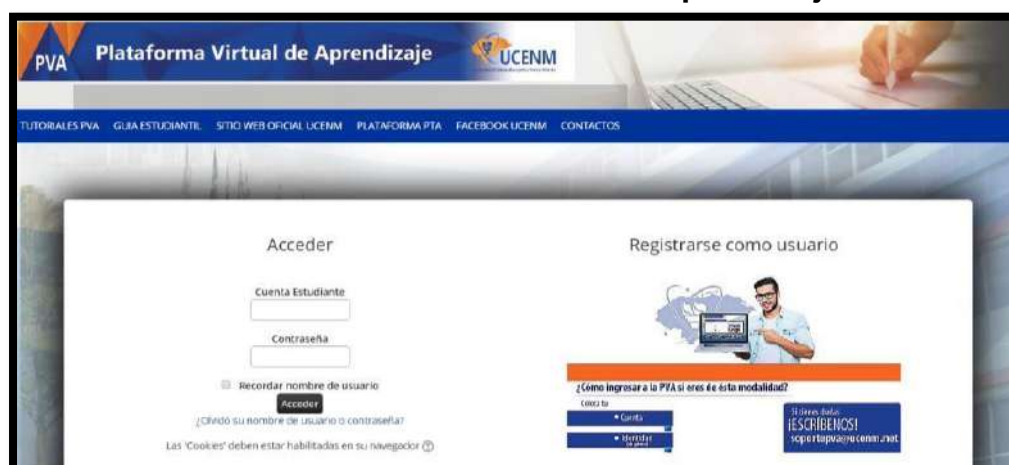 PVA
Plataforma Virtual de Aprendizaje
UCENM
TUTORIALES PVA GUIA ESTUDIANTIL SITIO WEB OFICIAL UCENM PLATAFORMA PTA FACEBOOK UCENM CONTACTOS
Acceder
Cuenta Estudiante
Contraseña
Recordar nombre de usuario
Acceder
¿Olvidó su nombre de usuario o contraseña?
Las 'Cookies' deben estar habilitadas en su navegador
Registrarse como usuario
¿Cómo ingresar a la PVA si eres de ésta modalidad?
Coloca tu:
• Cuenta
• Identidad
Si tienes dudas
¡ESCRÍBENOS!
soportepva@ucenm.net